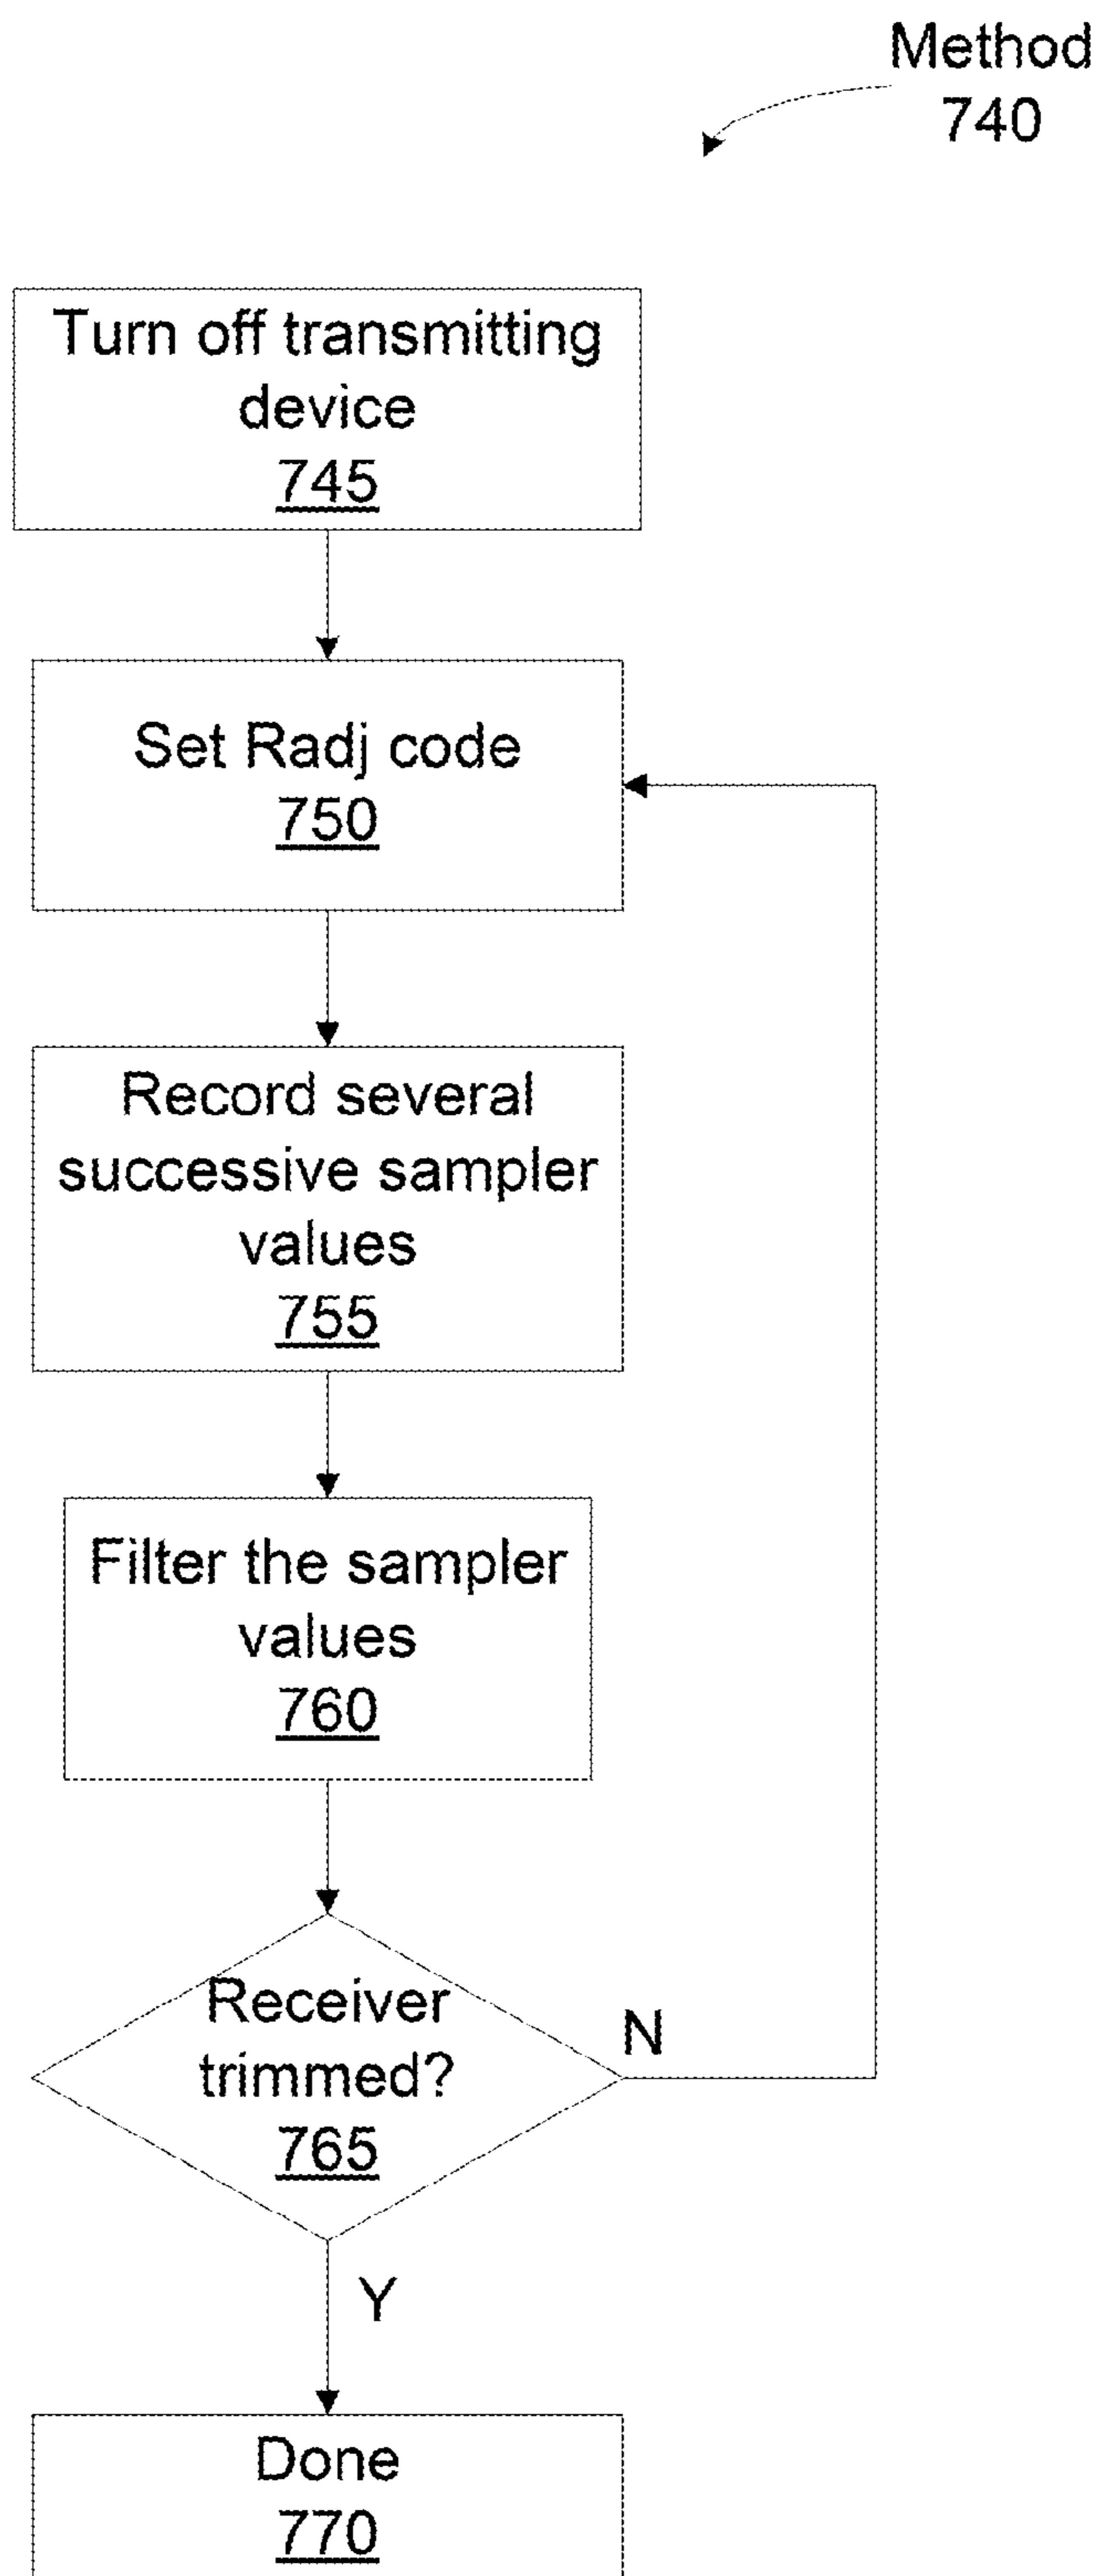 Method
740
Turn off transmitting
device
745
Set Radj code
750
Record several
successive sampler
values
755
Filter the sampler
values
760
Receiver
trimmed?
765
N
Y
Done
770